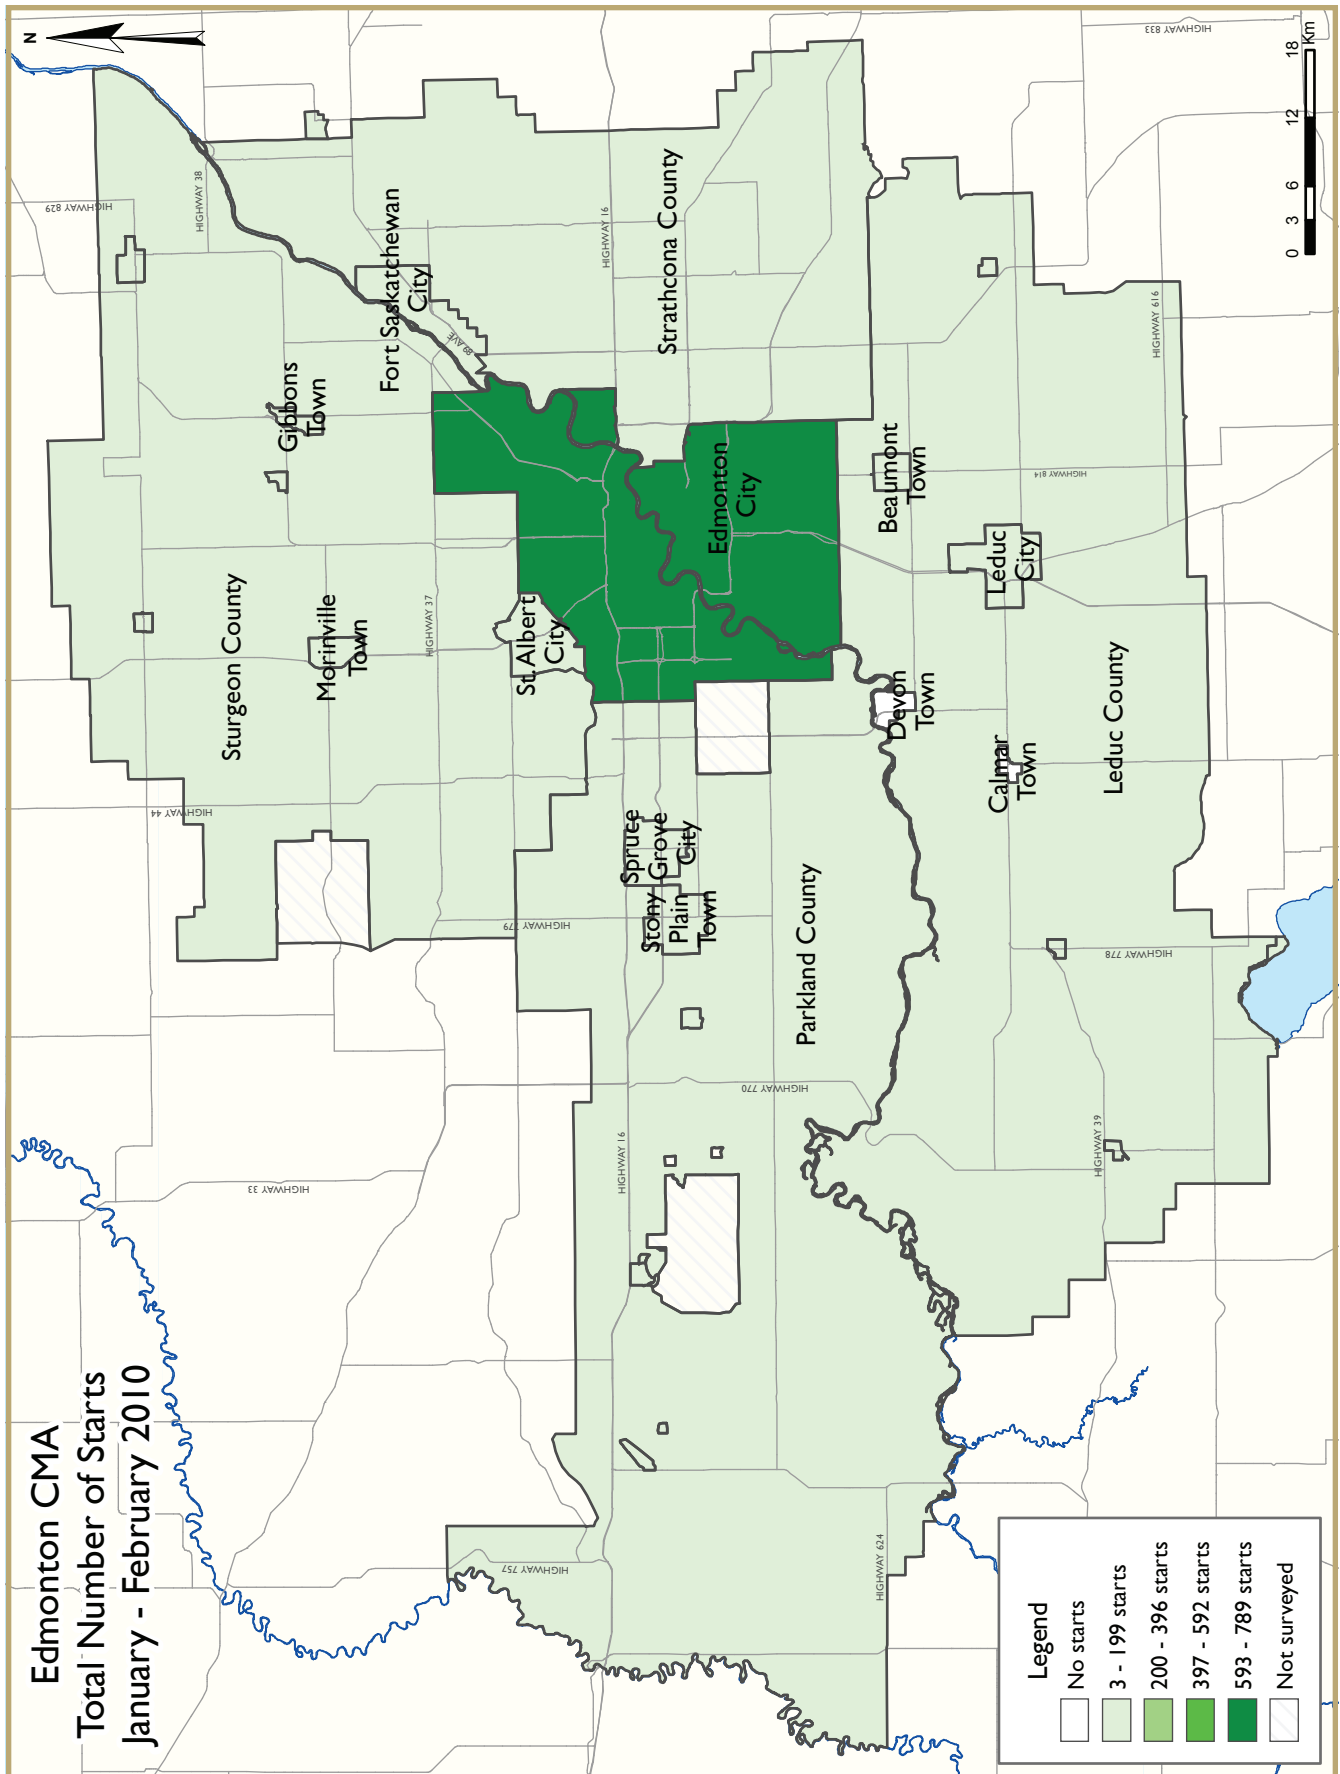 Edmonton CMA
Total Number of Starts
January - February 2010
N
HIGHWAY 829
HIGHWAY 38
HIGHWAY 833
HIGHWAY 44
Sturgeon County
Gibbons
Town
Morinville
Town
Fort Saskatchewan
City
89 AVE
HIGHWAY 37
HIGHWAY 33
HIGHWAY 779
St. Albert
City
HIGHWAY 16
Strathcona County
HIGHWAY 757
HIGHWAY 16
Spruce
Grove
City
Stony
Plain
Town
Edmonton
City
HIGHWAY 770
Parkland County
HIGHWAY 624
Devon
Town
Beaumont
Town
HIGHWAY 814
Calmar
Town
Leduc
City
Leduc County
HIGHWAY 39
HIGHWAY 778
HIGHWAY 616
Legend
No starts
3 - 199 starts
200 - 396 starts
397 - 592 starts
593 - 789 starts
Not surveyed
0 3 6 12 18
Km